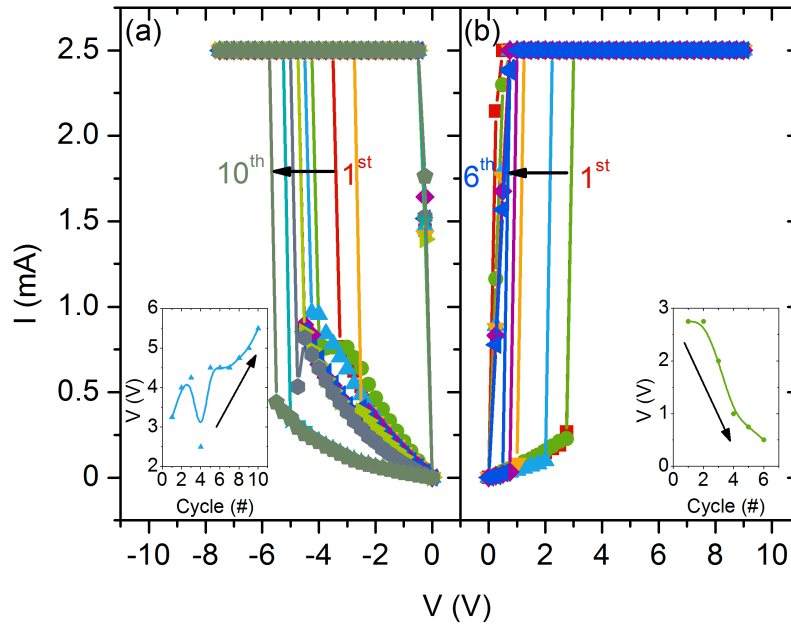 (a)
(b)
2.5
2.0
1.5
1.0
0.5
0
I (mA)
10th
1st
6th
1st
6
5
4
3
2
V (V)
0 2 4 6 8 10
Cycle (#)
3
2
1
0
V (V)
0 2 4 6
Cycle (#)
-10 -8 -6 -4 -2 0
0 2 4 6 8 10
V (V)